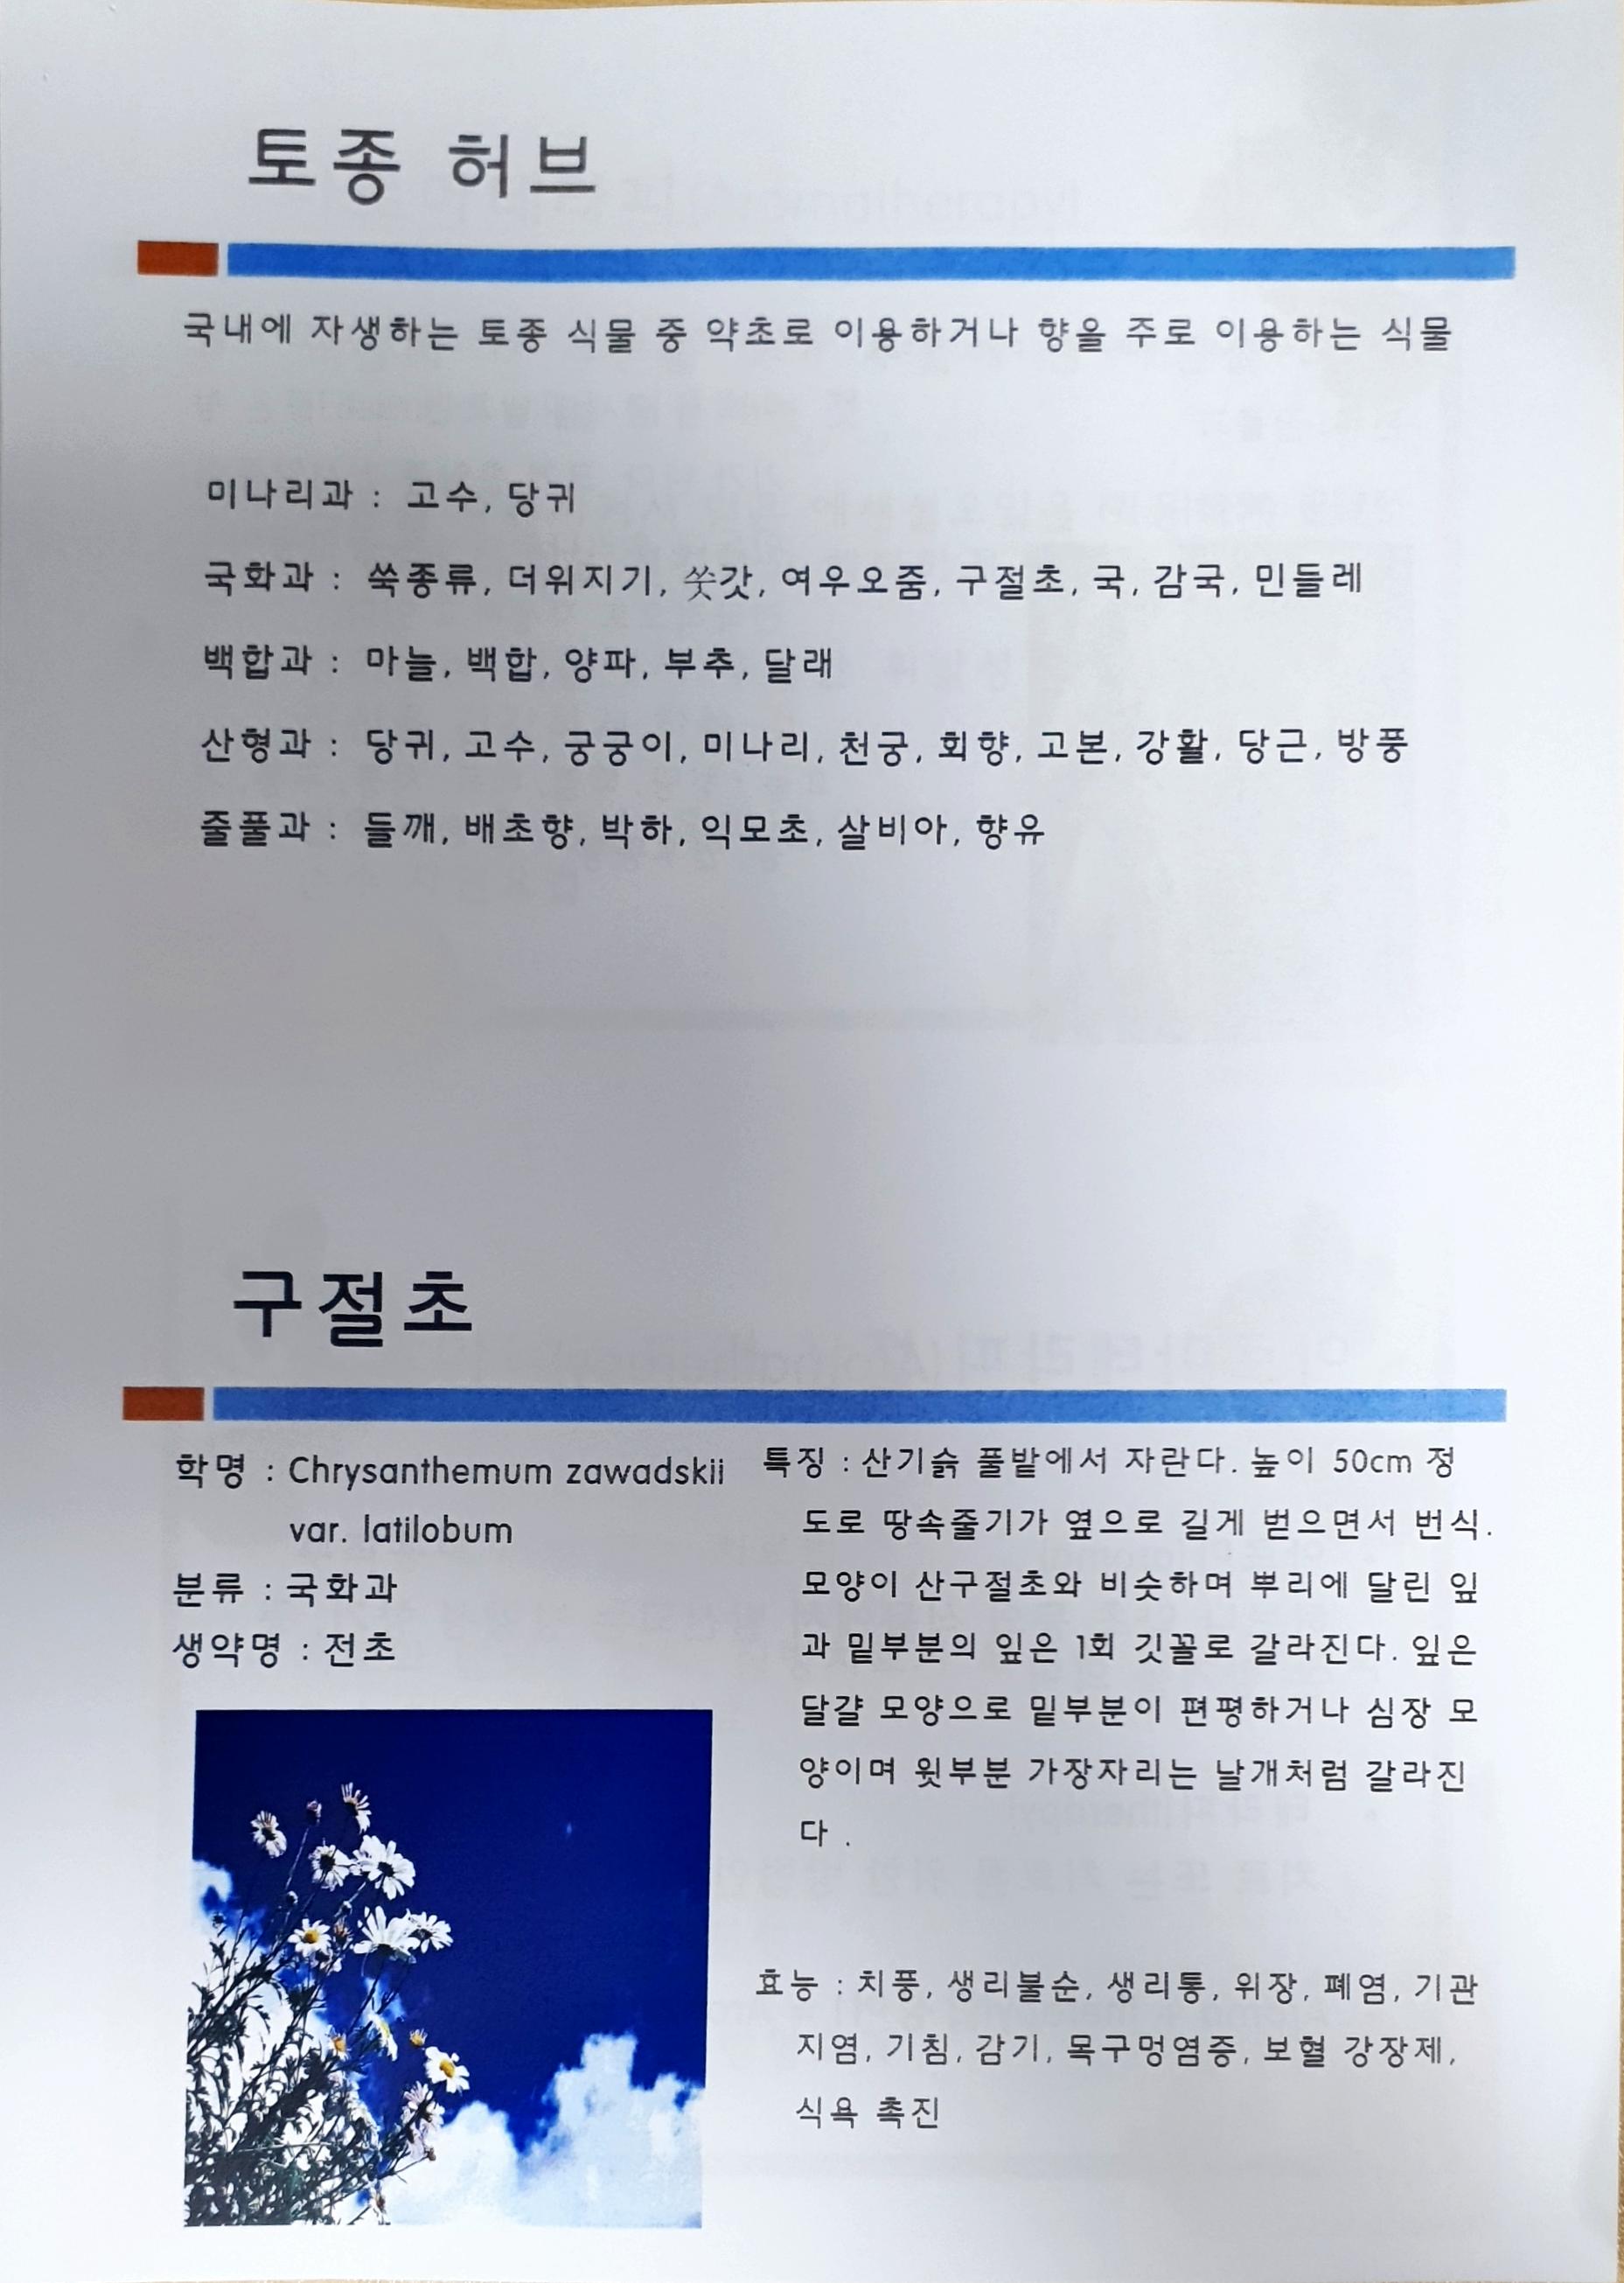 토종 허브
국내에 자생하는 토종 식물 중 약초로 이용하거나 향을 주로 이용하는 식물
미나리과 : 고수, 당귀
국화과 : 쑥종류, 더위지기, 쑷갓, 여우오줌, 구절초, 국, 감국, 민들레
백합과 : 마늘, 백합, 양파, 부추, 달래
산형과 : 당귀, 고수, 궁궁이, 미나리, 천궁, 회향, 고본, 강활, 당근, 방풍
줄풀과 : 들깨, 배초향, 박하, 익모초, 살비아, 향유
구절초
학명 : Chrysanthemum zawadskii
var. latilobum
분류 : 국화과
생약명 : 전초
특징 : 산기슭 풀밭에서 자란다. 높이 50cm 정
도로 땅속줄기가 옆으로 길게 벋으면서 번식.
모양이 산구절초와 비슷하며 뿌리에 달린 잎
과 밑부분의 잎은 1회 깃꼴로 갈라진다. 잎은
달걀 모양으로 밑부분이 편평하거나 심장 모
양이며 윗부분 가장자리는 날개처럼 갈라진
다 .
효능 : 치풍, 생리불순, 생리통, 위장, 폐염, 기관
지염, 기침, 감기, 목구멍염증, 보혈 강장제,
식욕 촉진